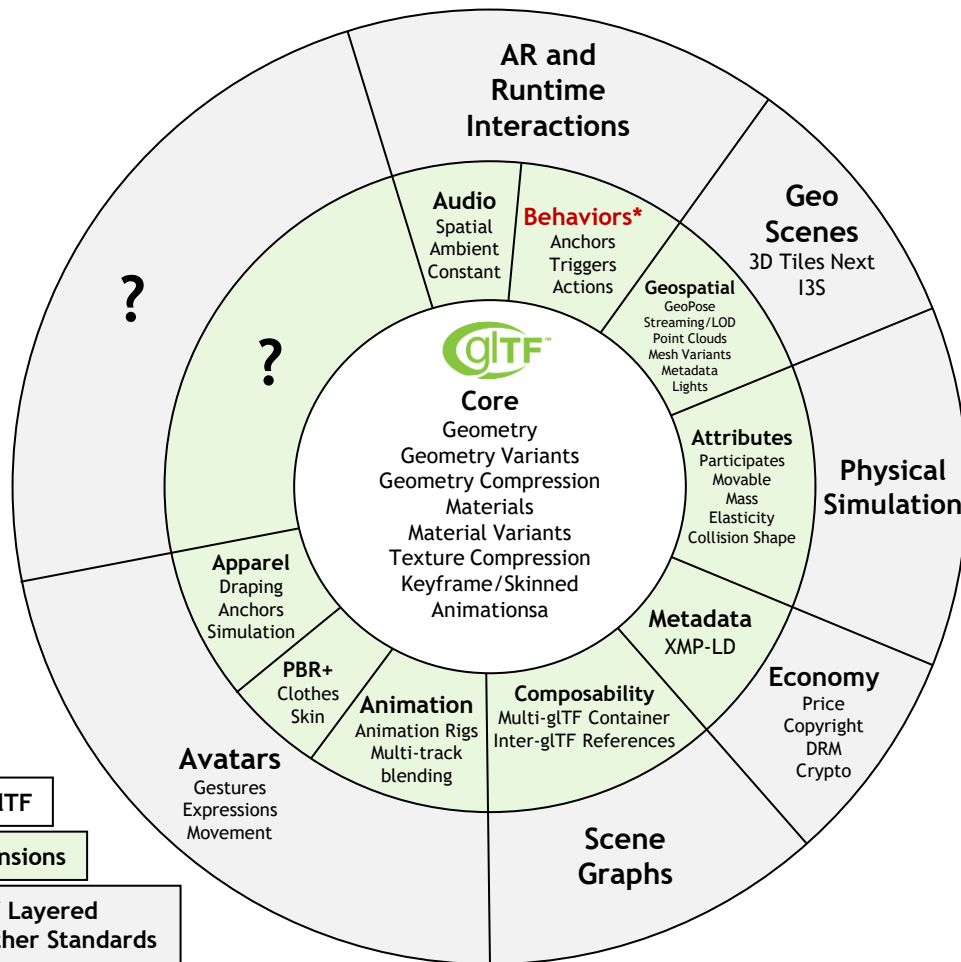 AR and
Runtime
Interactions
Geo
Scenes
3D Tiles Next
I3S
Physical
Simulation
Economy
Price
Copyright
DRM
Crypto
Scene
Graphs
Avatars
Gestures
Expressions
Movement
?
Audio
Spatial
Ambient
Constant
Behaviors*
Anchors
Triggers
Actions
Geospatial
GeoPose
Streaming/LOD
Point Clouds
Mesh Variants
Metadata
Lights
Attributes
Participates
Movable
Mass
Elasticity
Collision Shape
Metadata
XMP-LD
Composability
Multi-glTF Container
Inter-glTF References
Animation
Animation Rigs
Multi-track
blending
PBR+
Clothes
Skin
Apparel
Draping
Anchors
Simulation
?
glTF™
Core
Geometry
Geometry Variants
Geometry Compression
Materials
Material Variants
Texture Compression
Keyframe/Skinned
Animationsa
Layered
Standards